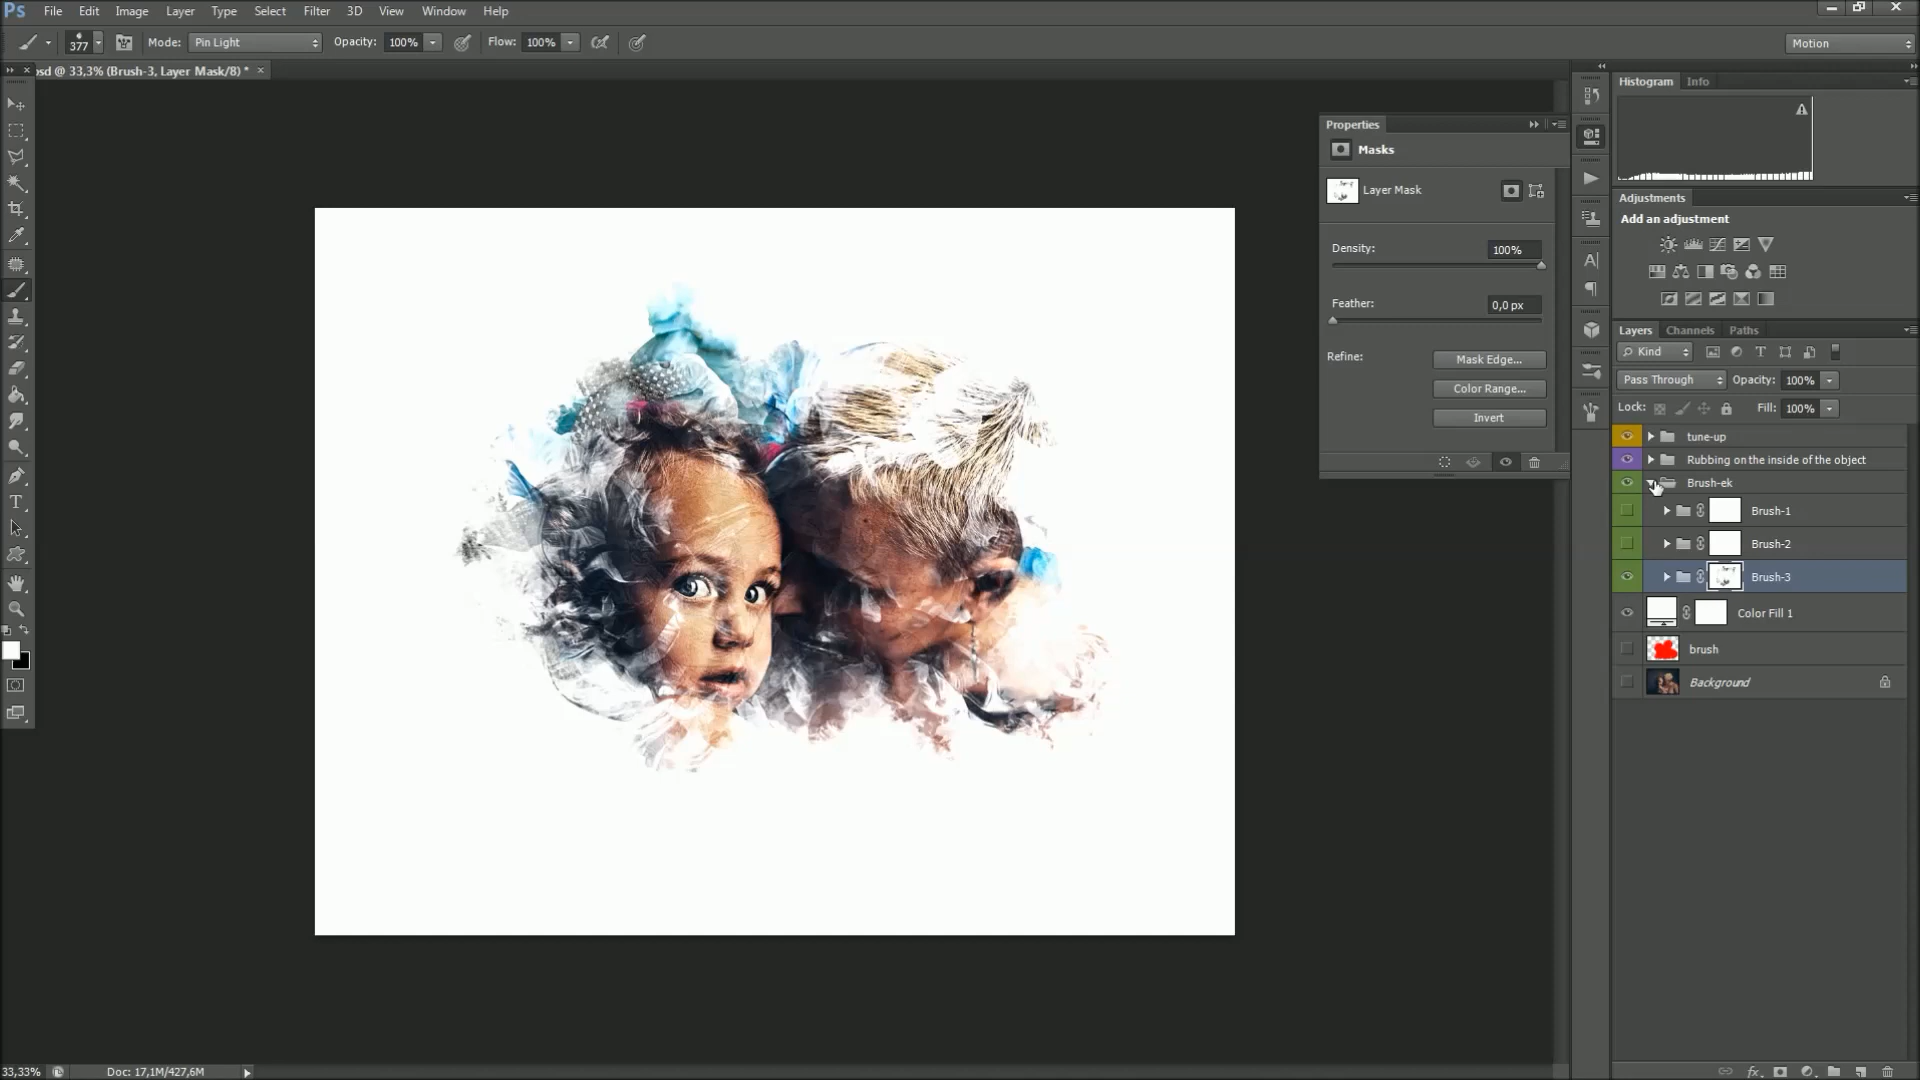 Ps File Edit Image Layer Type Select Filter 3D View Window Help
377 Mode: Pin Light Opacity: 100% Flow: 100% Motion
psd @ 33,3% (Brush-3, Layer Mask/8) * ×
Histogram Info
Properties
Masks
Layer Mask
Density: 100%
Feather: 0,0 px
Refine: Mask Edge...
Color Range...
Invert
Adjustments
Add an adjustment
Layers Channels Paths
Kind
Pass Through Opacity: 100%
Lock: Fill: 100%
tune-up
Rubbing on the inside of the object
Brush-ek
Brush-1
Brush-2
Brush-3
Color Fill 1
brush
Background
33,33% Doc: 17,1M/427,6M